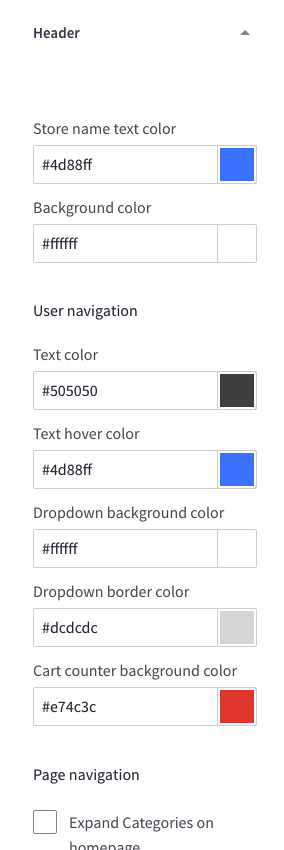 Header
Store name text color
#4d88ff
Background color
#ffffff
User navigation
Text color
#505050
Text hover color
#4d88ff
Dropdown background color
#ffffff
Dropdown border color
#dcdcdc
Cart counter background color
#e74c3c
Page navigation
Expand Categories on
homepage